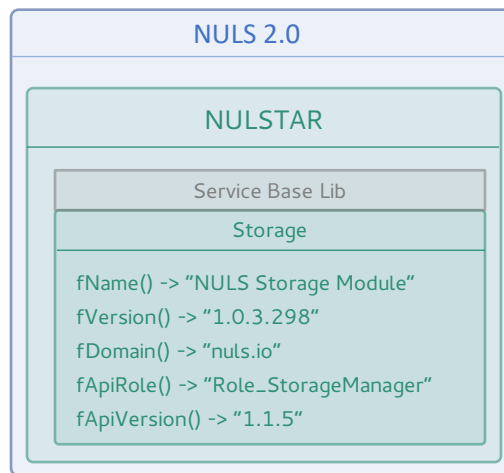 NULS 2.0
NULSTAR
Service Base Lib
Storage
fName() -> "NULS Storage Module"
fVersion() -> "1.0.3.298"
fDomain() -> "nuls.io"
fApiRole() -> "Role_StorageManager"
fApiVersion() -> "1.1.5"